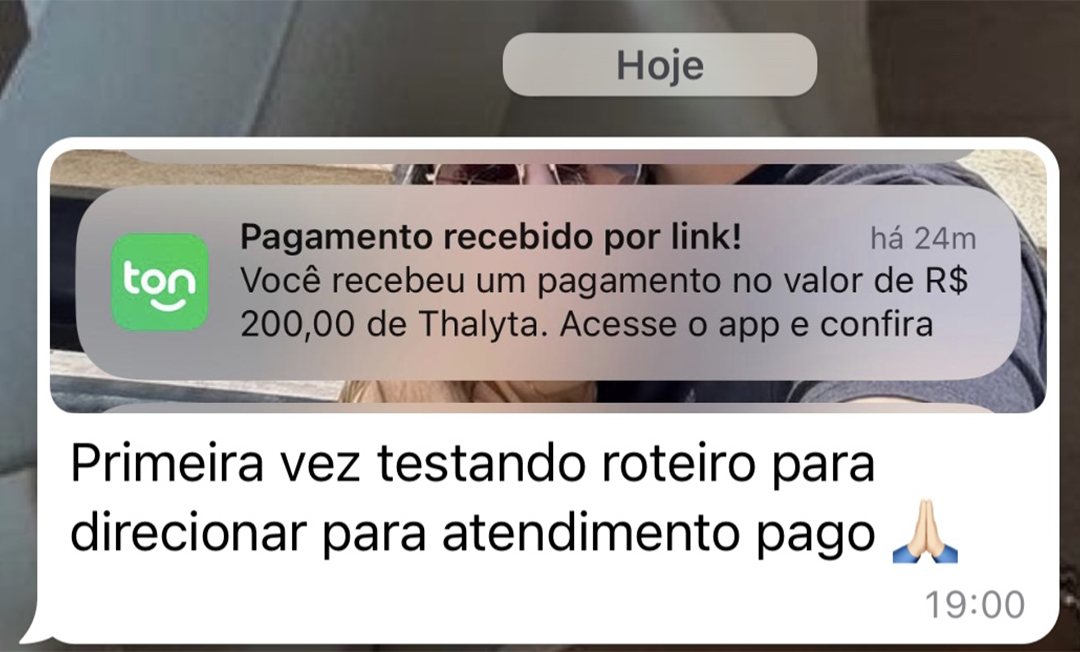 Hoje
Pagamento recebido por link!
há 24m
ton
Você recebeu um pagamento no valor de R$
200,00 de Thalyta. Acesse o app e confira
Primeira vez testando roteiro para
direcionar para atendimento pago 🙏🏻
19:00